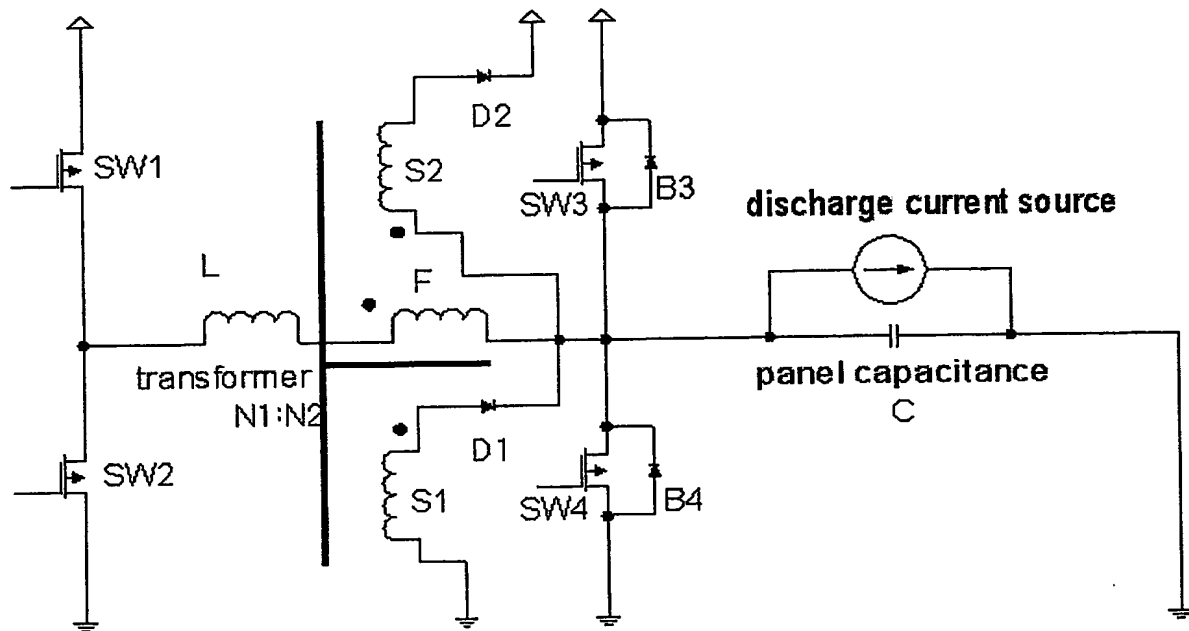 D2
SW1
S2
SW3
B3
discharge current source
L
F
transformer
N1:N2
panel capacitance
C
D1
SW2
S1
SW4
B4